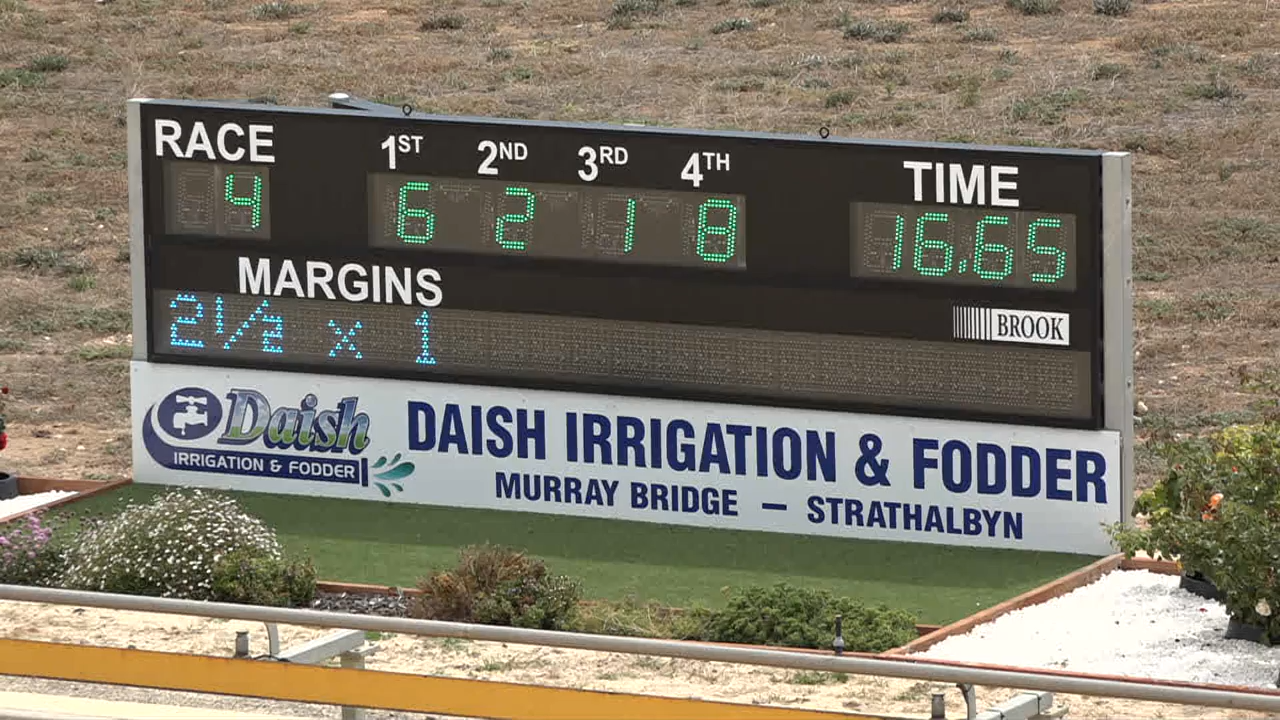 RACE 1ST 2ND 3RD 4TH TIME
4 6 2 1 8 16.65
MARGINS
2½ x 1
BROOK
Daish
IRRIGATION & FODDER
DAISH IRRIGATION & FODDER
MURRAY BRIDGE — STRATHALBYN